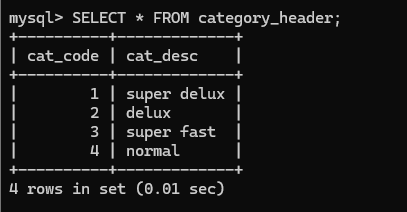 mysql> SELECT * FROM category_header;
+----------+-------------+
| cat_code | cat_desc    |
+----------+-------------+
|        1 | super delux |
|        2 | delux       |
|        3 | super fast  |
|        4 | normal      |
+----------+-------------+
4 rows in set (0.01 sec)